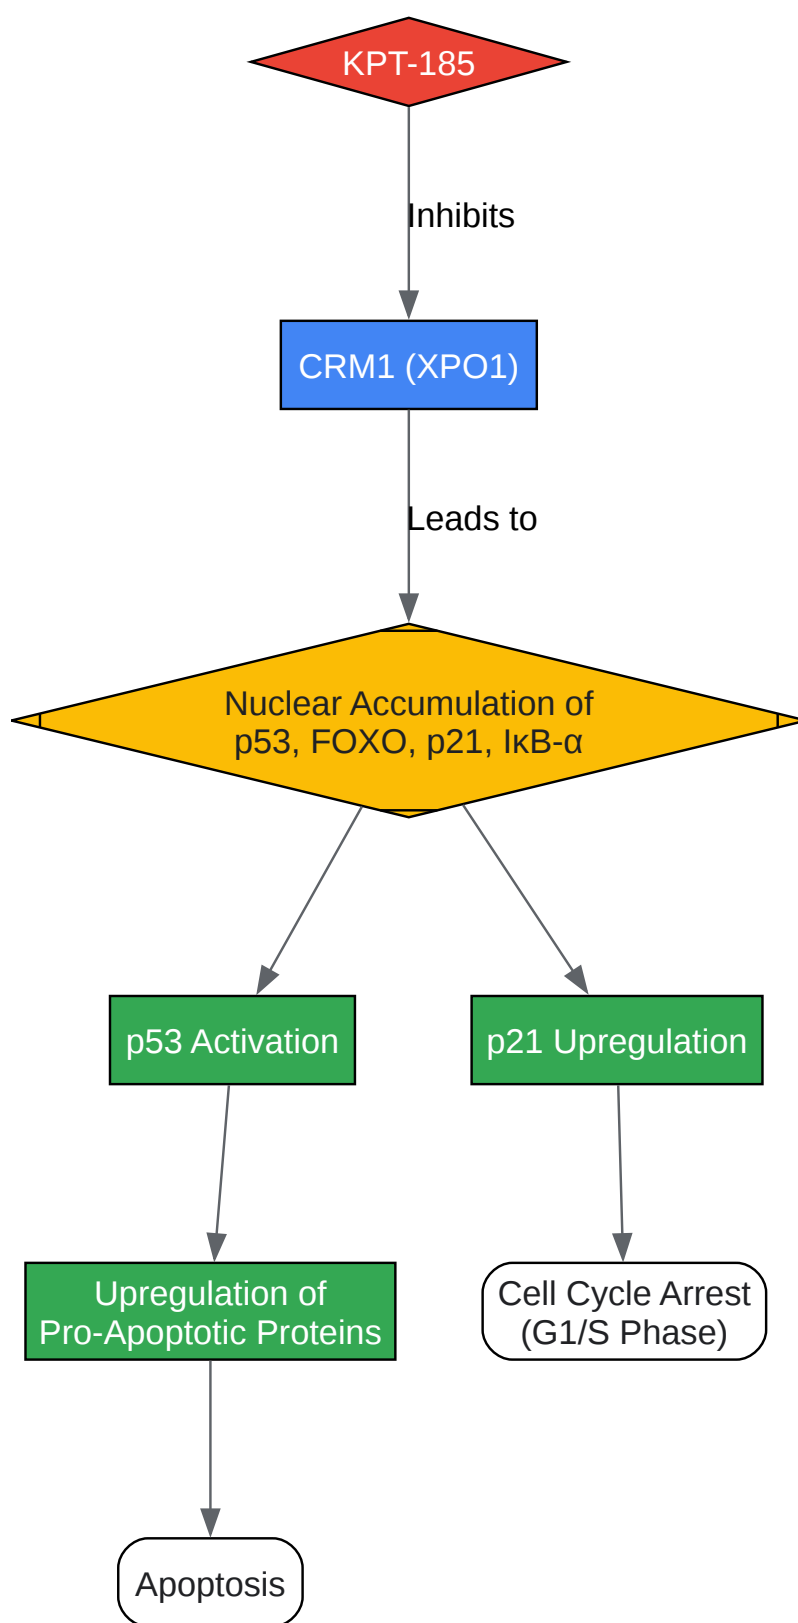 KPT-185
Inhibits
CRM1 (XPO1)
Leads to
Nuclear Accumulation of
p53, FOXO, p21, IκB-α
p53 Activation
p21 Upregulation
Upregulation of
Pro-Apoptotic Proteins
Cell Cycle Arrest
(G1/S Phase)
Apoptosis